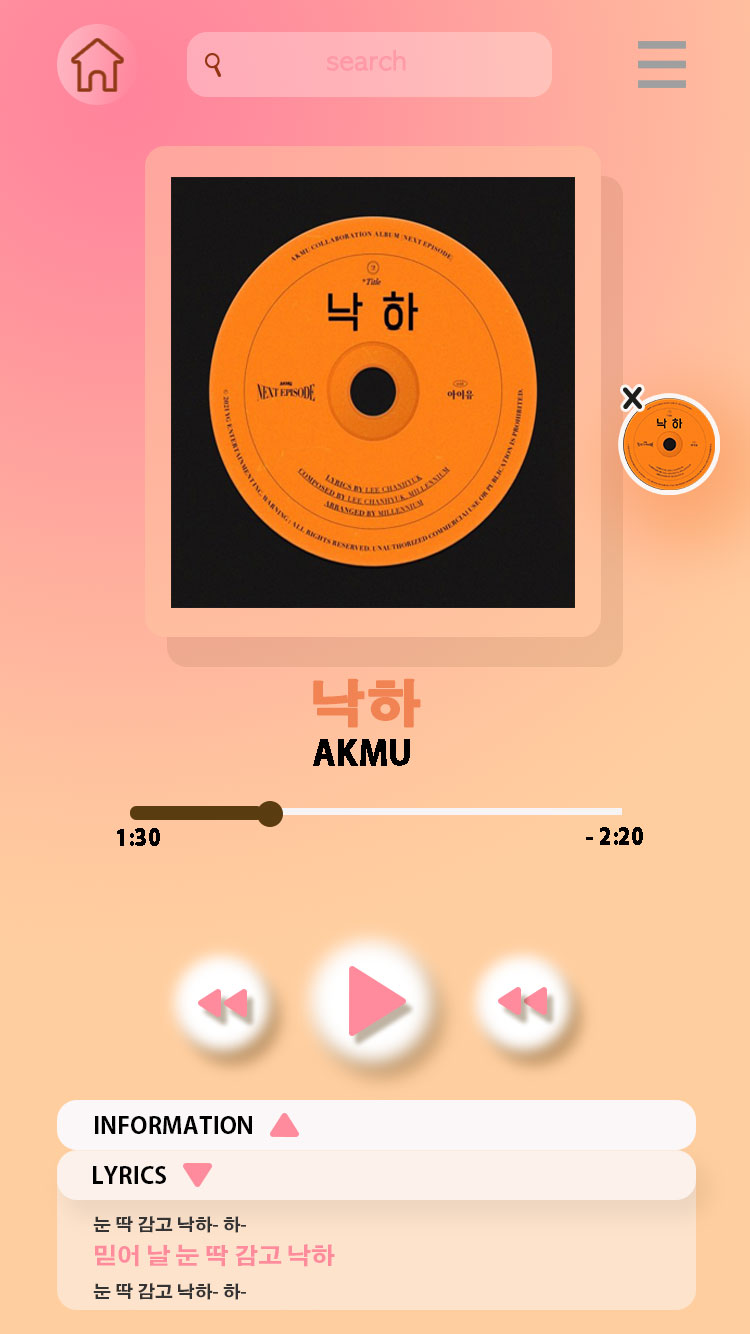 search
AKMU COLLABORATION ALBUM [NEXT EPISODE]
*Title
낙 하
AKMU
NEXT EPISODE
아이유
LYRICS BY LEE CHANHYUK
COMPOSED BY LEE CHANHYUK, MILLENNIUM
ARRANGED BY MILLENNIUM
© 2021 YG ENTERTAINMENT INC. WARNING : ALL RIGHTS RESERVED. UNAUTHORIZED COMMERCIAL USE OR PUBLICATION IS PROHIBITED.
X
낙 하
낙하
AKMU
1:30
- 2:20
INFORMATION
LYRICS
눈 딱 감고 낙하- 하-
믿어 날 눈 딱 감고 낙하
눈 딱 감고 낙하- 하-